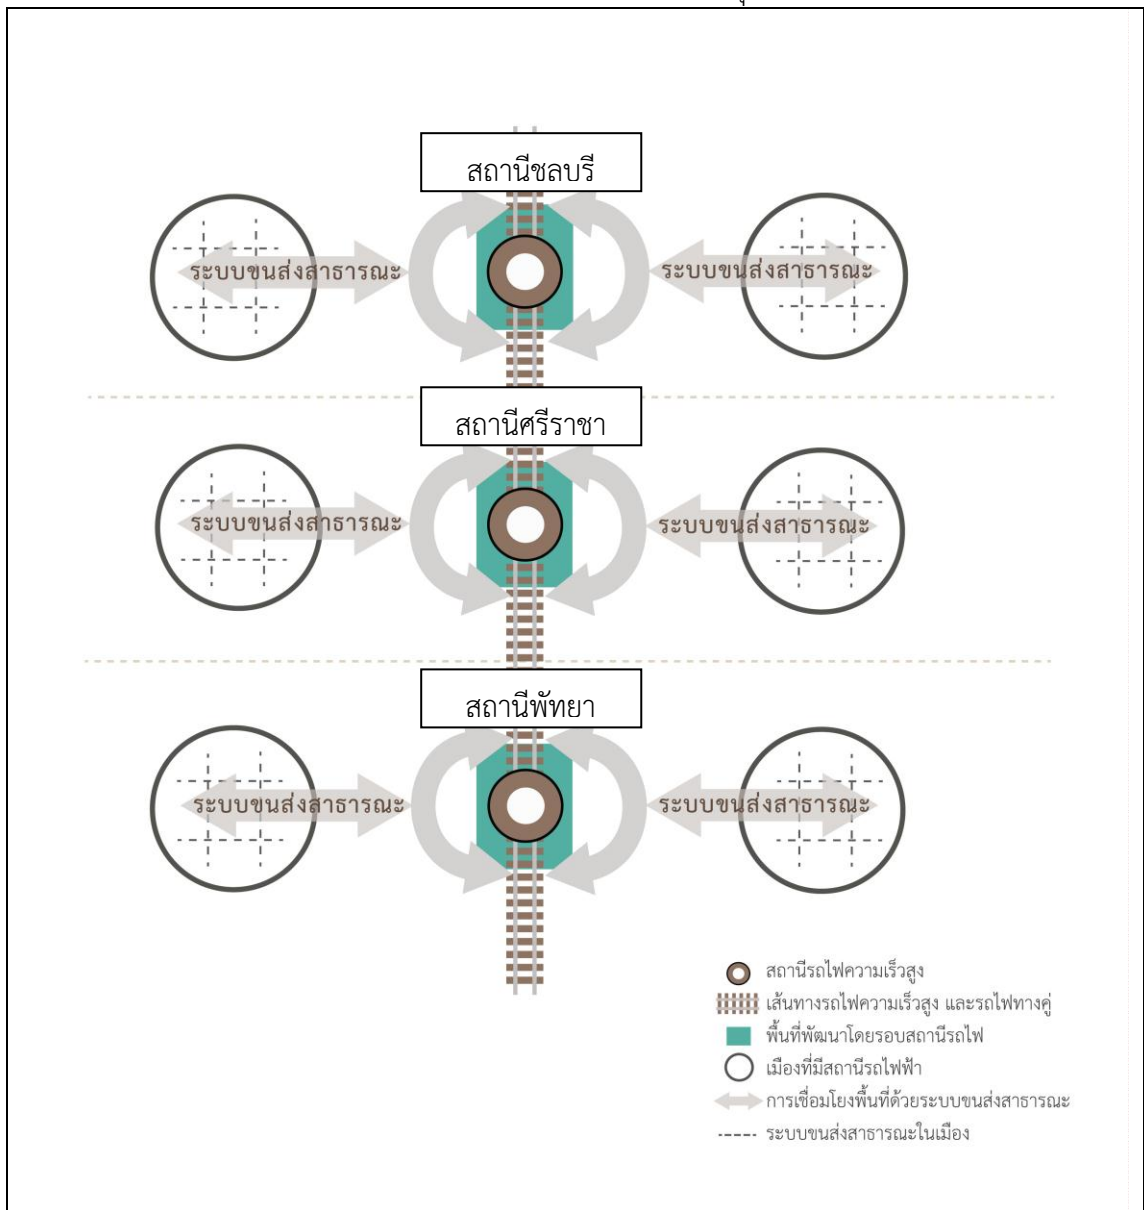 สถานีชลบรี
ระบบขนส่งสาธารณะ
ระบบขนส่งสาธารณะ
สถานีศรีราชา
ระบบขนส่งสาธารณะ
ระบบขนส่งสาธารณะ
สถานีพัทยา
ระบบขนส่งสาธารณะ
ระบบขนส่งสาธารณะ
สถานีรถไฟความเร็วสูง
เส้นทางรถไฟความเร็วสูง และรถไฟทางคู่
พื้นที่พัฒนาโดยรอบสถานีรถไฟ
เมืองที่มีสถานีรถไฟฟ้า
การเชื่อมโยงพื้นที่ด้วยระบบขนส่งสาธารณะ
ระบบขนส่งสาธารณะในเมือง